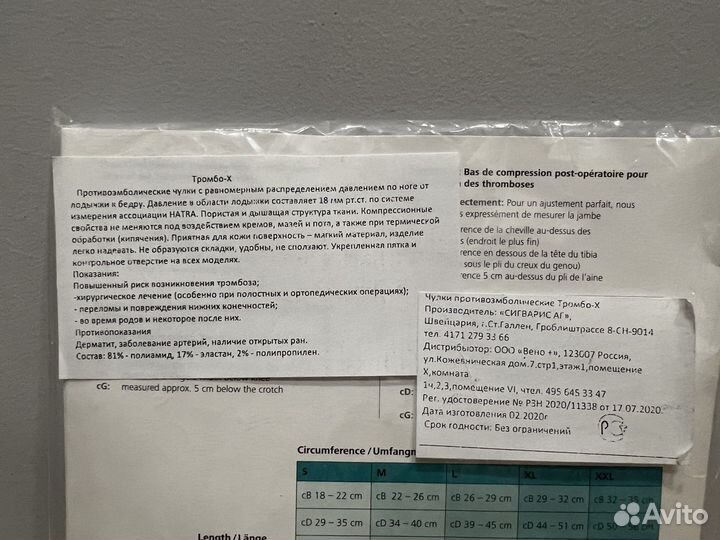 Тромбо-Х
Противоэмболические чулки с равномерным распределением давлением по ноге от
лодыжки к бедру. Давление в области лодыжки составляет 18 мм рт.ст. по системе
измерения ассоциации HATRA. Пористая и дышащая структура ткани. Компрессионные
свойства не меняются под воздействием кремов, мазей и пота, а также при термической
обработки (кипячения). Приятная для кожи поверхность – мягкий материал, изделие
легко надевать. Не образуются складки, удобны, не сползают. Укрепленная пятка и
контрольное отверстие на всех моделях.
Показания:
Повышенный риск возникновения тромбоза;
-хирургическое лечение (особенно при полостных и ортопедических операциях);
- переломы и повреждения нижних конечностей;
- во время родов и некоторое после них.
Противопоказания
Дерматит, заболевание артерий, наличие открытых ран.
Состав: 81% - полиамид, 17% - эластан, 2% - полипропилен.
cG: measured approx. 5 cm below the crotch
: Bas de compression post-opératoire pour
des thromboses
Pour un ajustement parfait, nous
expressément de mesurer la jambe
rence de la cheville au-dessus des
(endroit le plus fin)
rence en dessous de la tête du tibia
sous le pli du creux du genou)
rence 5 cm au-dessus du pli de l'aine
Чулки противоэмболические Тромбо-Х
Производитель: «СИГВАРИС АГ»,
Швейцария, г.Ст.Галлен, Гроблиштрассе 8-CH-9014
тел. 4171 279 33 66
Дистрибьютор: ООО «Вено +», 123007 Россия,
ул.Кожевническая дом.7,стр1,этаж1,помещение
X,комната
1ч,2,3,помещение VI, чтел. 495 645 33 47
Рег. удостоверение № РЗН 2020/11338 от 17.07.2020.
Дата изготовления 02.2020г
Срок годности: Без ограничений
cD:
cG:
Circumference / Umfang
S M L XL XXL
cB 18 – 22 cm cB 22 – 26 cm cB 26 – 29 cm cB 29 – 32 cm cB 32 – 35 cm
cD 29 – 35 cm cD 34 – 40 cm cD 39 – 45 cm cD 44 – 51 cm cD 50
Length / Länge
Avito